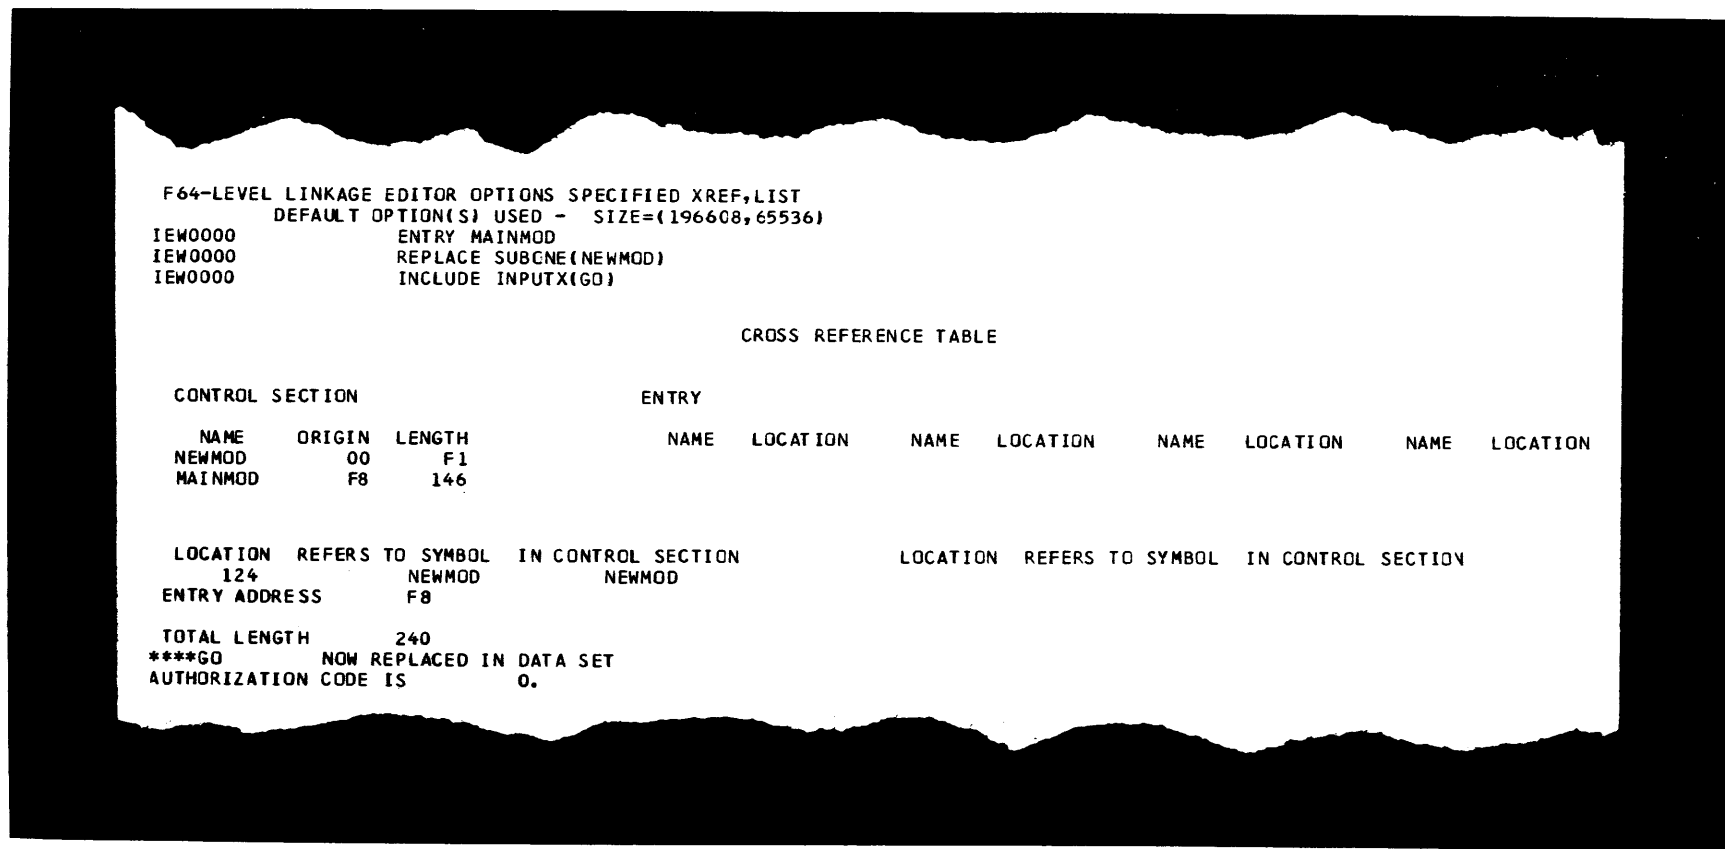 F64-LEVEL LINKAGE EDITOR OPTIONS SPECIFIED XREF,LIST
DEFAULT OPTION(S) USED - SIZE=(196608,65536)
IEW0000 ENTRY MAINMOD
IEW0000 REPLACE SUBONE(NEWMOD)
IEW0000 INCLUDE INPUTX(GO)
CROSS REFERENCE TABLE
CONTROL SECTION ENTRY
NAME ORIGIN LENGTH NAME LOCATION NAME LOCATION NAME LOCATION NAME LOCATION
NEWMOD 00 F1
MAINMOD F8 146
LOCATION REFERS TO SYMBOL IN CONTROL SECTION LOCATION REFERS TO SYMBOL IN CONTROL SECTION
124 NEWMOD NEWMOD
ENTRY ADDRESS F8
TOTAL LENGTH 240
****GO NOW REPLACED IN DATA SET
AUTHORIZATION CODE IS 0.